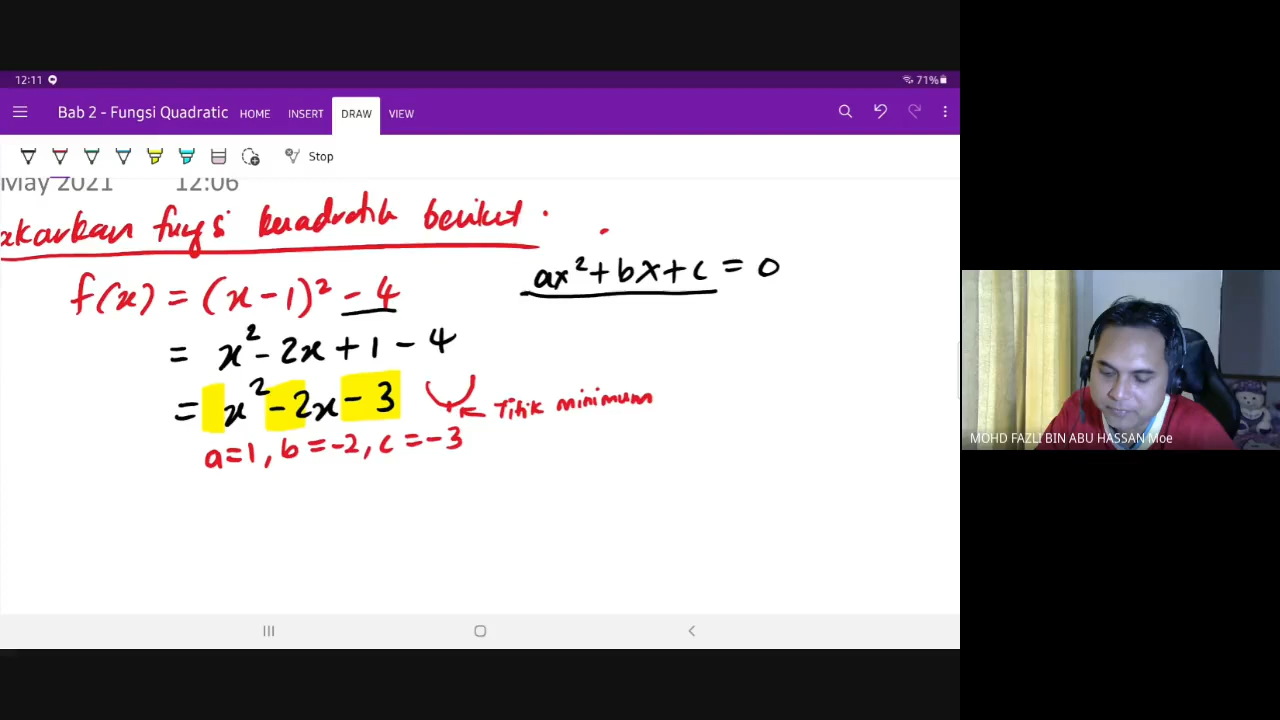 12:11 71%
Bab 2 - Fungsi Quadratic HOME INSERT DRAW VIEW
Stop
May 2021 12:06
kuadratik berikut.
ax²+bx+c = 0
f(x) = (x-1)² - 4
= x² - 2x + 1 - 4
= x² - 2x - 3
Titik minimum
a=1, b=-2, c=-3
MOHD FAZLI BIN ABU HASSAN Moe